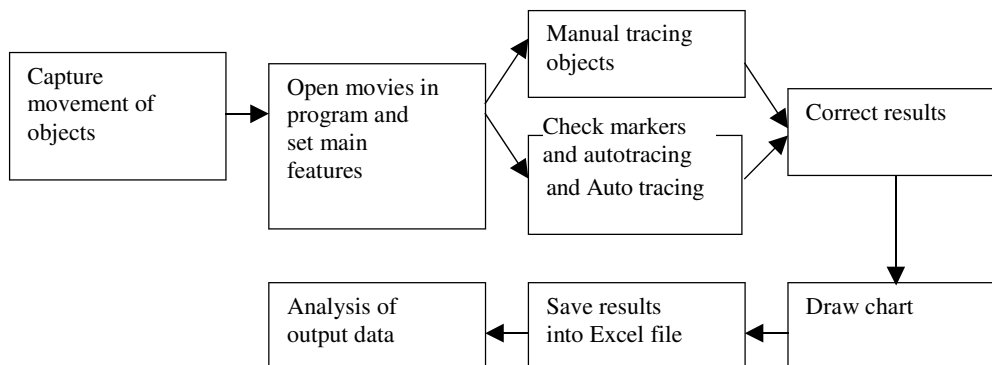 Capture
movement of
objects
Open movies in
program and
set main
features
Manual tracing
objects
Check markers
and autotracing
and Auto tracing
Correct results
Draw chart
Save results
into Excel file
Analysis of
output data